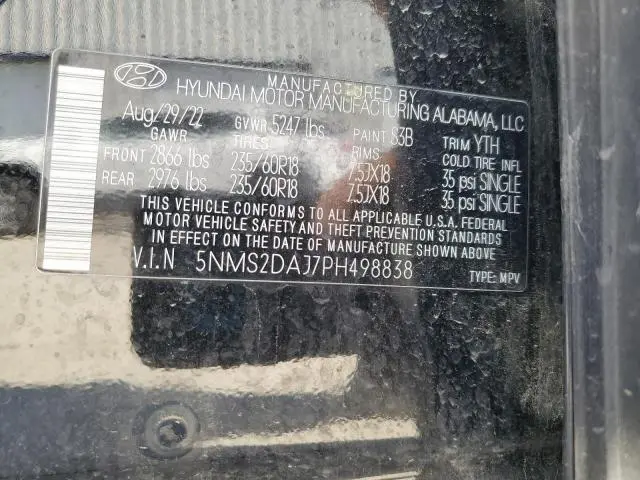 MANUFACTURED BY
HYUNDAI MOTOR MANUFACTURING ALABAMA, LLC
Aug/29/22 GVWR 5247 lbs PAINT S3B TRIM YTH
GAWR TIRES RIMS COLD TIRE INFL
FRONT 2866 lbs 235/60R18 7.5JX18 35 psi SINGLE
REAR 2976 lbs 235/60R18 7.5JX18 35 psi SINGLE
THIS VEHICLE CONFORMS TO ALL APPLICABLE U.S.A. FEDERAL
MOTOR VEHICLE SAFETY AND THEFT PREVENTION STANDARDS
IN EFFECT ON THE DATE OF MANUFACTURE SHOWN ABOVE.
V.I.N 5NMS2DAJ7PH498838 TYPE: MPV